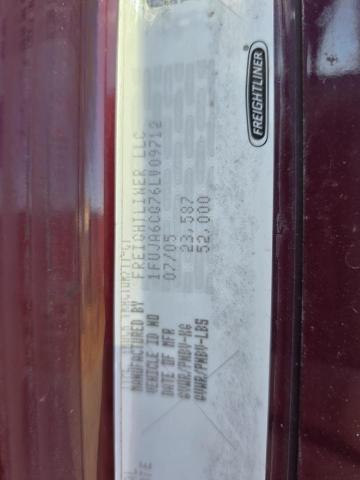 FREIGHTLINER
MANUFACTURED BY FREIGHTLINER LLC
VEHICLE ID NO 1FUJA6CG76LV09712
DATE OF MFR 07/05
GVWR/PNBV-KG 23,587
GVWR/PNBV-LBS 52,000